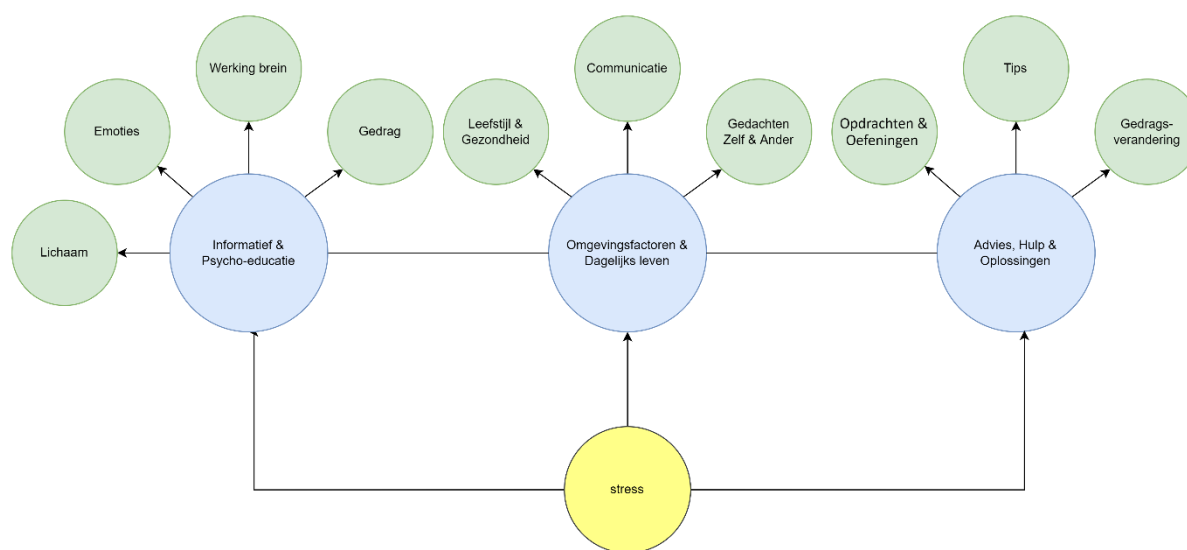 Werking brein
Communicatie
Tips
Emoties
Gedrag
Leefstijl &
Gezondheid
Gedachten
Zelf & Ander
Opdrachten &
Oefeningen
Gedrags-
verandering
Lichaam
Informatief &
Psycho-educatie
Omgevingsfactoren &
Dagelijks leven
Advies, Hulp &
Oplossingen
stress